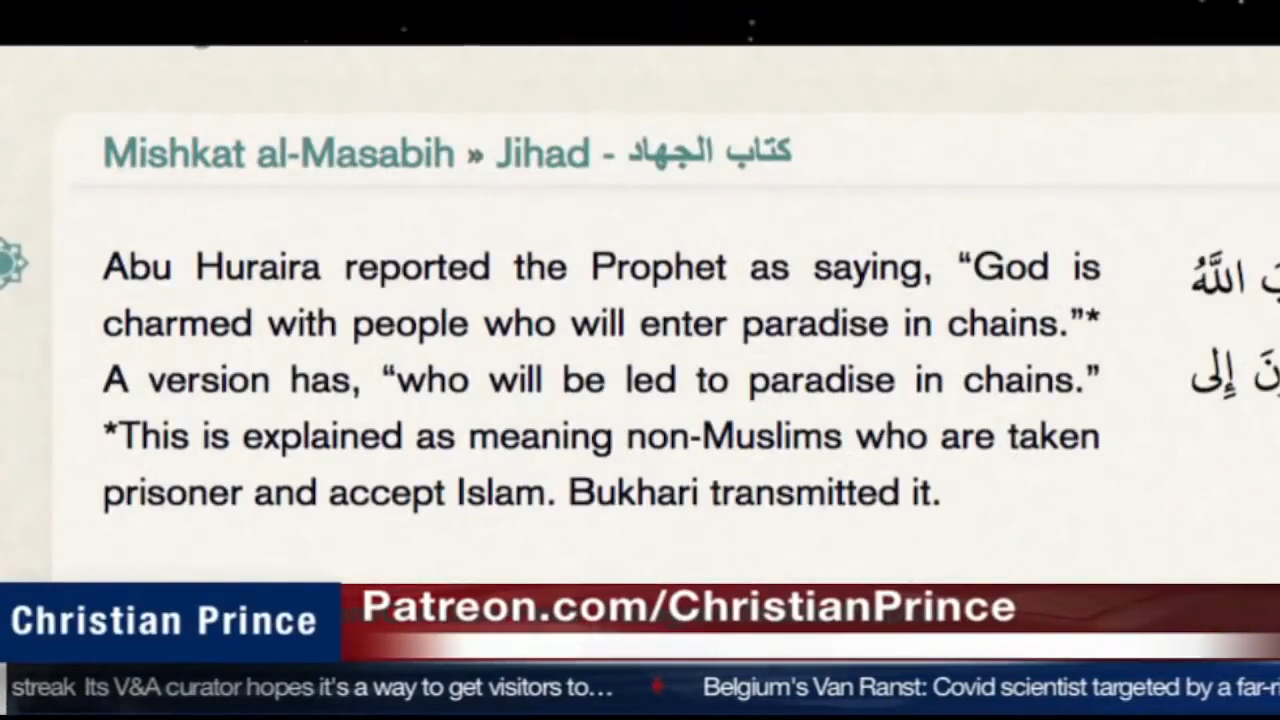 Mishkat al-Masabih » Jihad - كتاب الجهاد
Abu Huraira reported the Prophet as saying, “God is
charmed with people who will enter paradise in chains.”*
A version has, “who will be led to paradise in chains.”
*This is explained as meaning non-Muslims who are taken
prisoner and accept Islam. Bukhari transmitted it.
اللَّهُ
إِلَى
Christian Prince
Patreon.com/ChristianPrince
streak Its V&A curator hopes it's a way to get visitors to... Belgium's Van Ranst: Covid scientist targeted by a far-ri